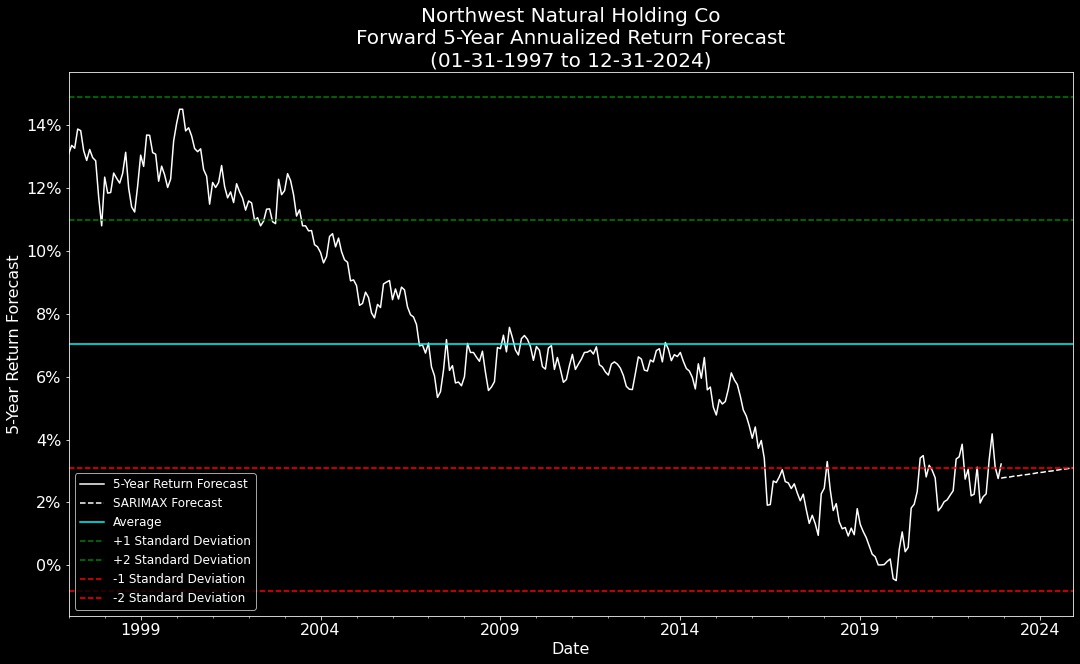 Northwest Natural Holding Co
Forward 5-Year Annualized Return Forecast
(01-31-1997 to 12-31-2024)
5-Year Return Forecast
14%
12%
10%
8%
6%
4%
2%
0%
5-Year Return Forecast
SARIMAX Forecast
Average
+1 Standard Deviation
+2 Standard Deviation
-1 Standard Deviation
-2 Standard Deviation
1999 2004 2009 2014 2019 2024
Date